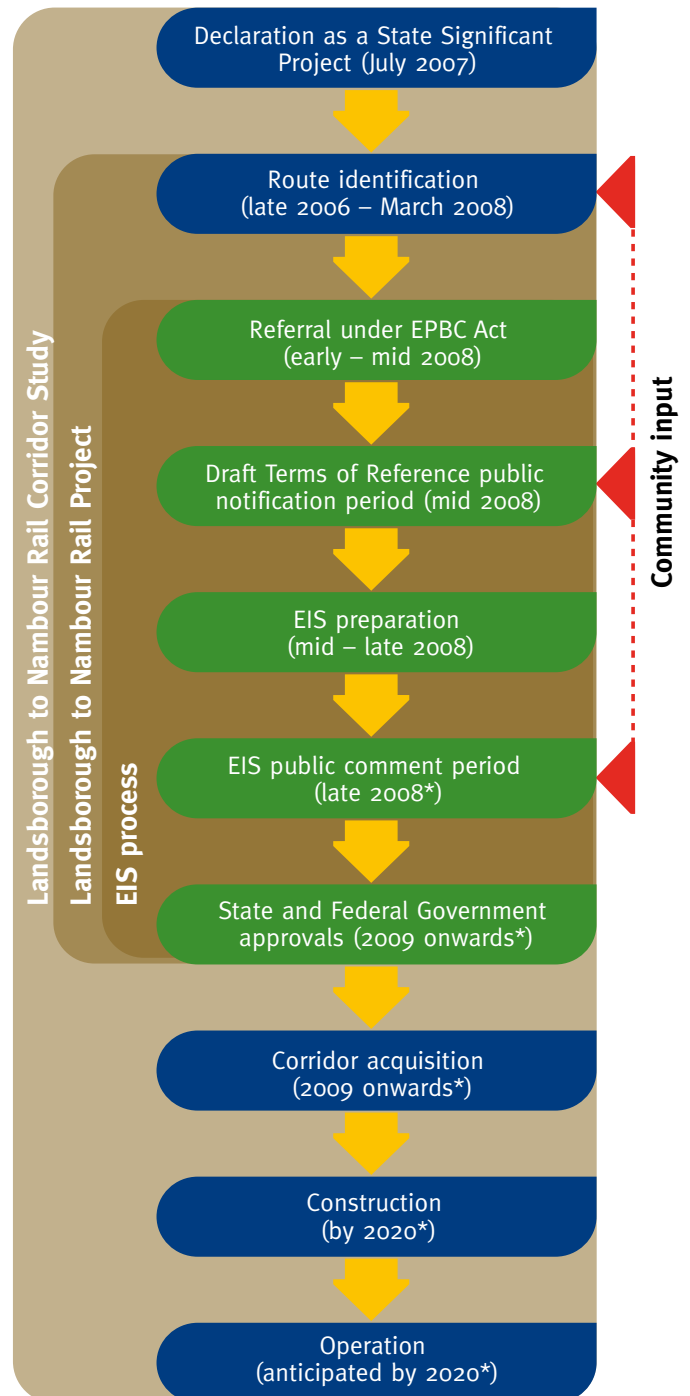 Declaration as a State Significant
Project (July 2007)
Route identification
(late 2006 – March 2008)
Referral under EPBC Act
(early – mid 2008)
Draft Terms of Reference public
notification period (mid 2008)
EIS preparation
(mid – late 2008)
EIS public comment period
(late 2008*)
State and Federal Government
approvals (2009 onwards*)
Corridor acquisition
(2009 onwards*)
Construction
(by 2020*)
Operation
(anticipated by 2020*)
Landsborough to Nambour Rail Corridor Study
Landsborough to Nambour Rail Project
EIS process
Community input